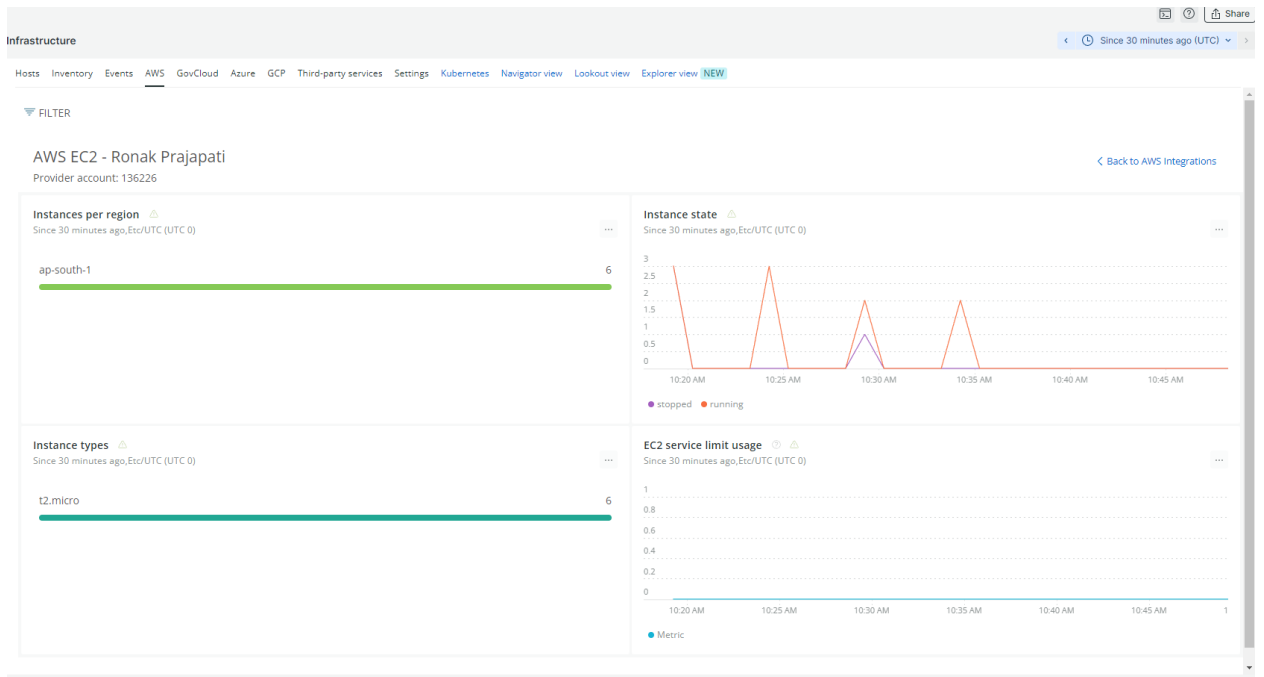 Share
Infrastructure
Since 30 minutes ago (UTC)
Hosts Inventory Events AWS GovCloud Azure GCP Third-party services Settings Kubernetes Navigator view Lookout view Explorer view NEW
FILTER
AWS EC2 - Ronak Prajapati
Back to AWS Integrations
Provider account: 136226
Instances per region
Since 30 minutes ago,Etc/UTC (UTC 0)
...
ap-south-1 6
Instance state
Since 30 minutes ago,Etc/UTC (UTC 0)
...
3
2.5
2
1.5
1
0.5
0
10:20 AM 10:25 AM 10:30 AM 10:35 AM 10:40 AM 10:45 AM
stopped running
Instance types
Since 30 minutes ago,Etc/UTC (UTC 0)
...
t2.micro 6
EC2 service limit usage
Since 30 minutes ago,Etc/UTC (UTC 0)
...
1
0.8
0.6
0.4
0.2
0
10:20 AM 10:25 AM 10:30 AM 10:35 AM 10:40 AM 10:45 AM 1
Metric